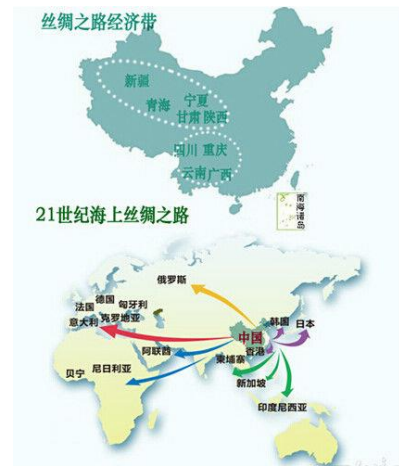 丝绸之路经济带
新疆
青海
宁夏
甘肃 陕西
四川 重庆
云南 广西
南海诸岛
21世纪海上丝绸之路
俄罗斯
德国
法国
匈牙利
意大利
克罗地亚
中国
韩国
日本
香港
阿联酋
柬埔寨
贝宁
尼日利亚
新加坡
印度尼西亚